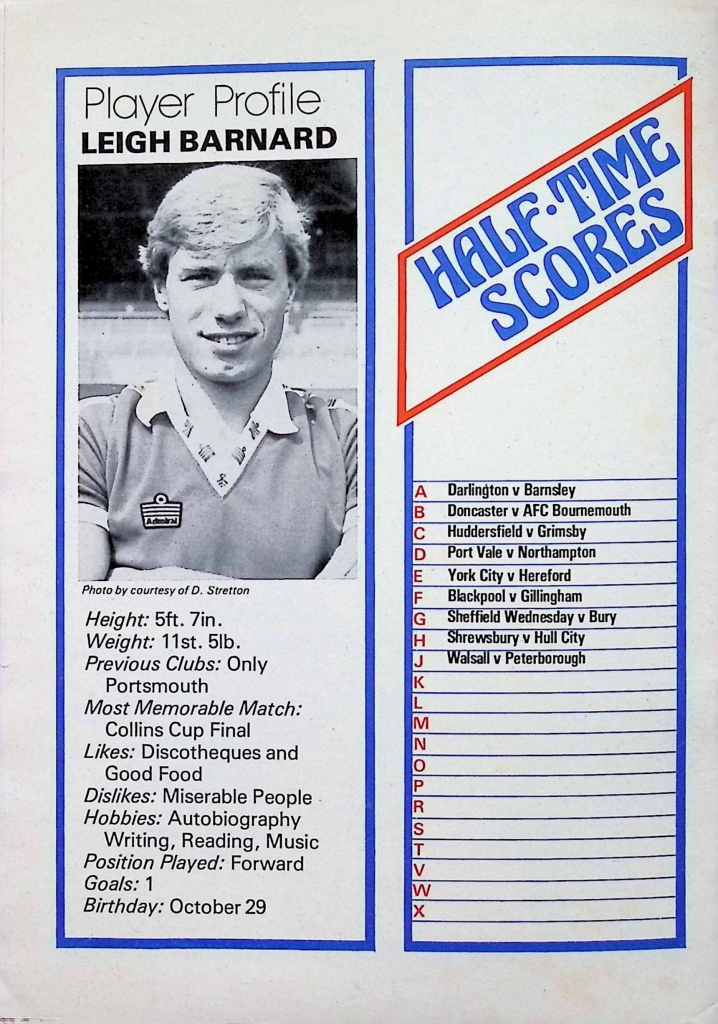 Player Profile
LEIGH BARNARD
Admiral
Photo by courtesy of D. Stretton
Height: 5ft. 7in.
Weight: 11st. 5lb.
Previous Clubs: Only
Portsmouth
Most Memorable Match:
Collins Cup Final
Likes: Discotheques and
Good Food
Dislikes: Miserable People
Hobbies: Autobiography
Writing, Reading, Music
Position Played: Forward
Goals: 1
Birthday: October 29
HALF-TIME
SCORES
A Darlington v Barnsley
B Doncaster v AFC Bournemouth
C Huddersfield v Grimsby
D Port Vale v Northampton
E York City v Hereford
F Blackpool v Gillingham
G Sheffield Wednesday v Bury
H Shrewsbury v Hull City
J Walsall v Peterborough
K
L
M
N
O
P
R
S
T
V
W
X